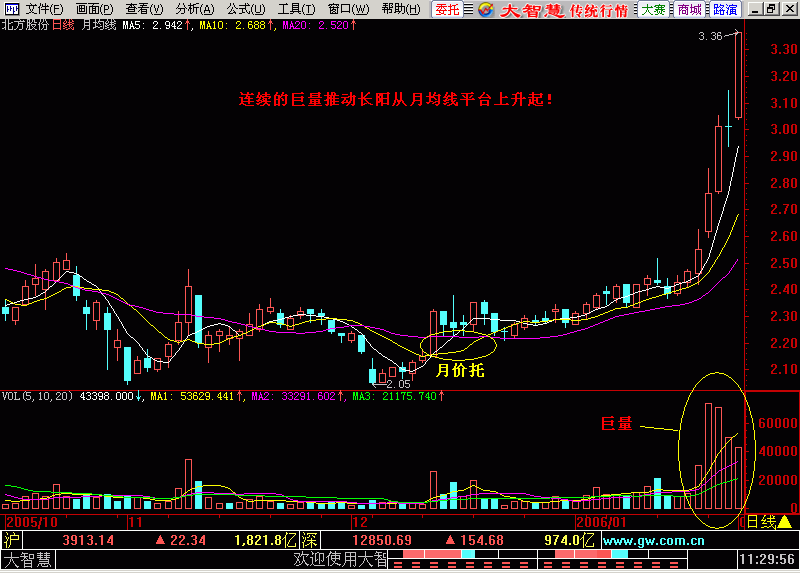 文件(F) 画面(P) 查看(V) 分析(A) 公式(U) 工具(T) 窗口(W) 帮助(H) 委托 大智慧 传统行情 大赛 商城 路演
北方股份日线 月均线 MA5: 2.942↑, MA10: 2.688↑, MA20: 2.520↑
3.36
3.30
连续的巨量推动长阳从月均线平台上升起!
3.20
3.10
3.00
2.90
2.80
2.70
2.60
2.50
2.40
2.30
2.20
2.10
月价托
2.05
VOL(5,10,20) 43398.000↓, MA1: 53629.441↑, MA2: 33291.602↑, MA3: 21175.740↑
巨量
60000
40000
20000
0
2005/10 11 12 2006/01 日线
沪 3913.14 ▲ 22.34 1,821.8亿 深 12850.69 ▲ 154.68 974.0亿 www.gw.com.cn
大智慧 欢迎使用大智 11:29:56